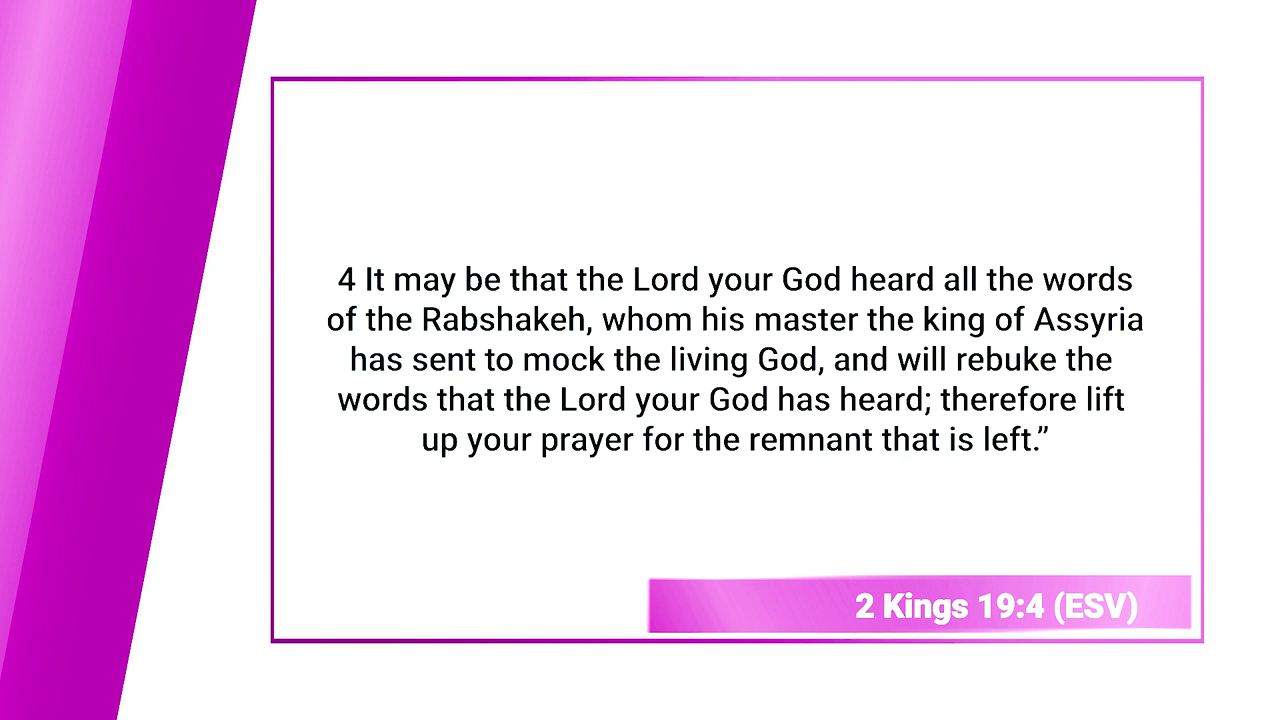 4 It may be that the Lord your God heard all the words
of the Rabshakeh, whom his master the king of Assyria
has sent to mock the living God, and will rebuke the
words that the Lord your God has heard; therefore lift
up your prayer for the remnant that is left.”
2 Kings 19:4 (ESV)